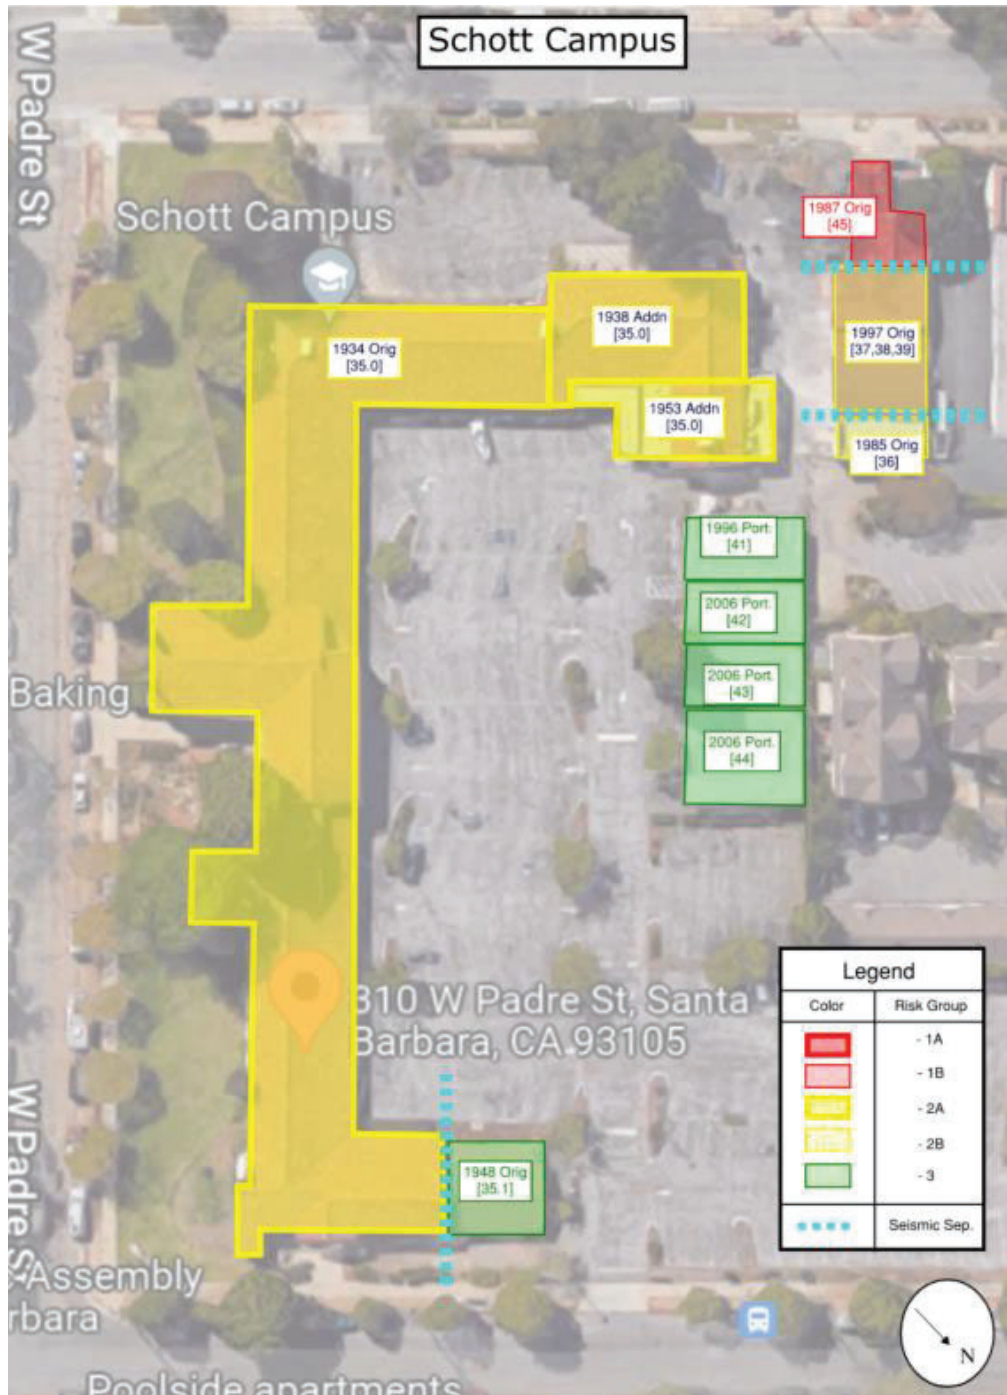 Schott Campus
W Padre St
Schott Campus
1987 Orig
[45]
1938 Addn
[35.0]
1934 Orig
[35.0]
1997 Orig
[37,38,39]
1953 Addn
[35.0]
1985 Orig
[36]
1996 Port.
[41]
2006 Port.
[42]
2006 Port.
[43]
2006 Port.
[44]
Baking
310 W Padre St, Santa
Barbara, CA 93105
Legend
Color Risk Group
- 1A
- 1B
- 2A
- 2B
- 3
Seismic Sep.
W Padre St
1948 Orig
[35.1]
Assembly
rbara
N
Poolside apartments